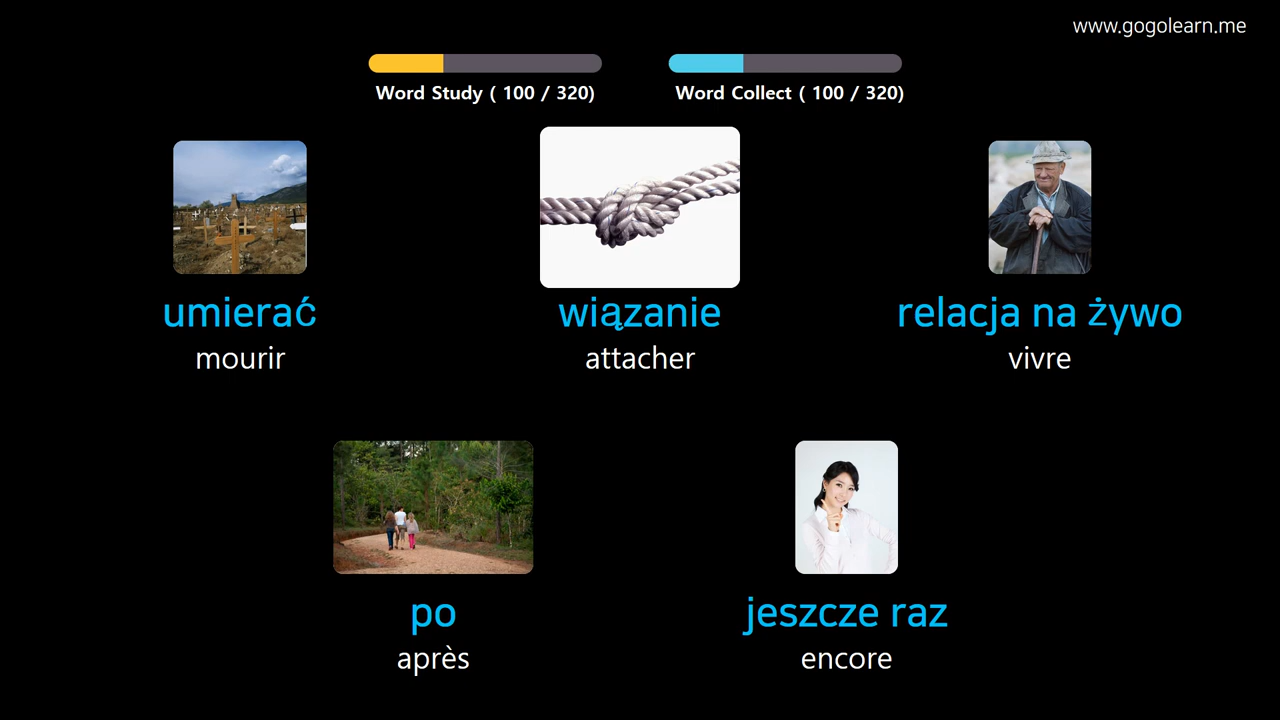 www.gogolearn.me
Word Study ( 100 / 320)
Word Collect ( 100 / 320)
umierać
mourir
wiązanie
attacher
relacja na żywo
vivre
po
après
jeszcze raz
encore